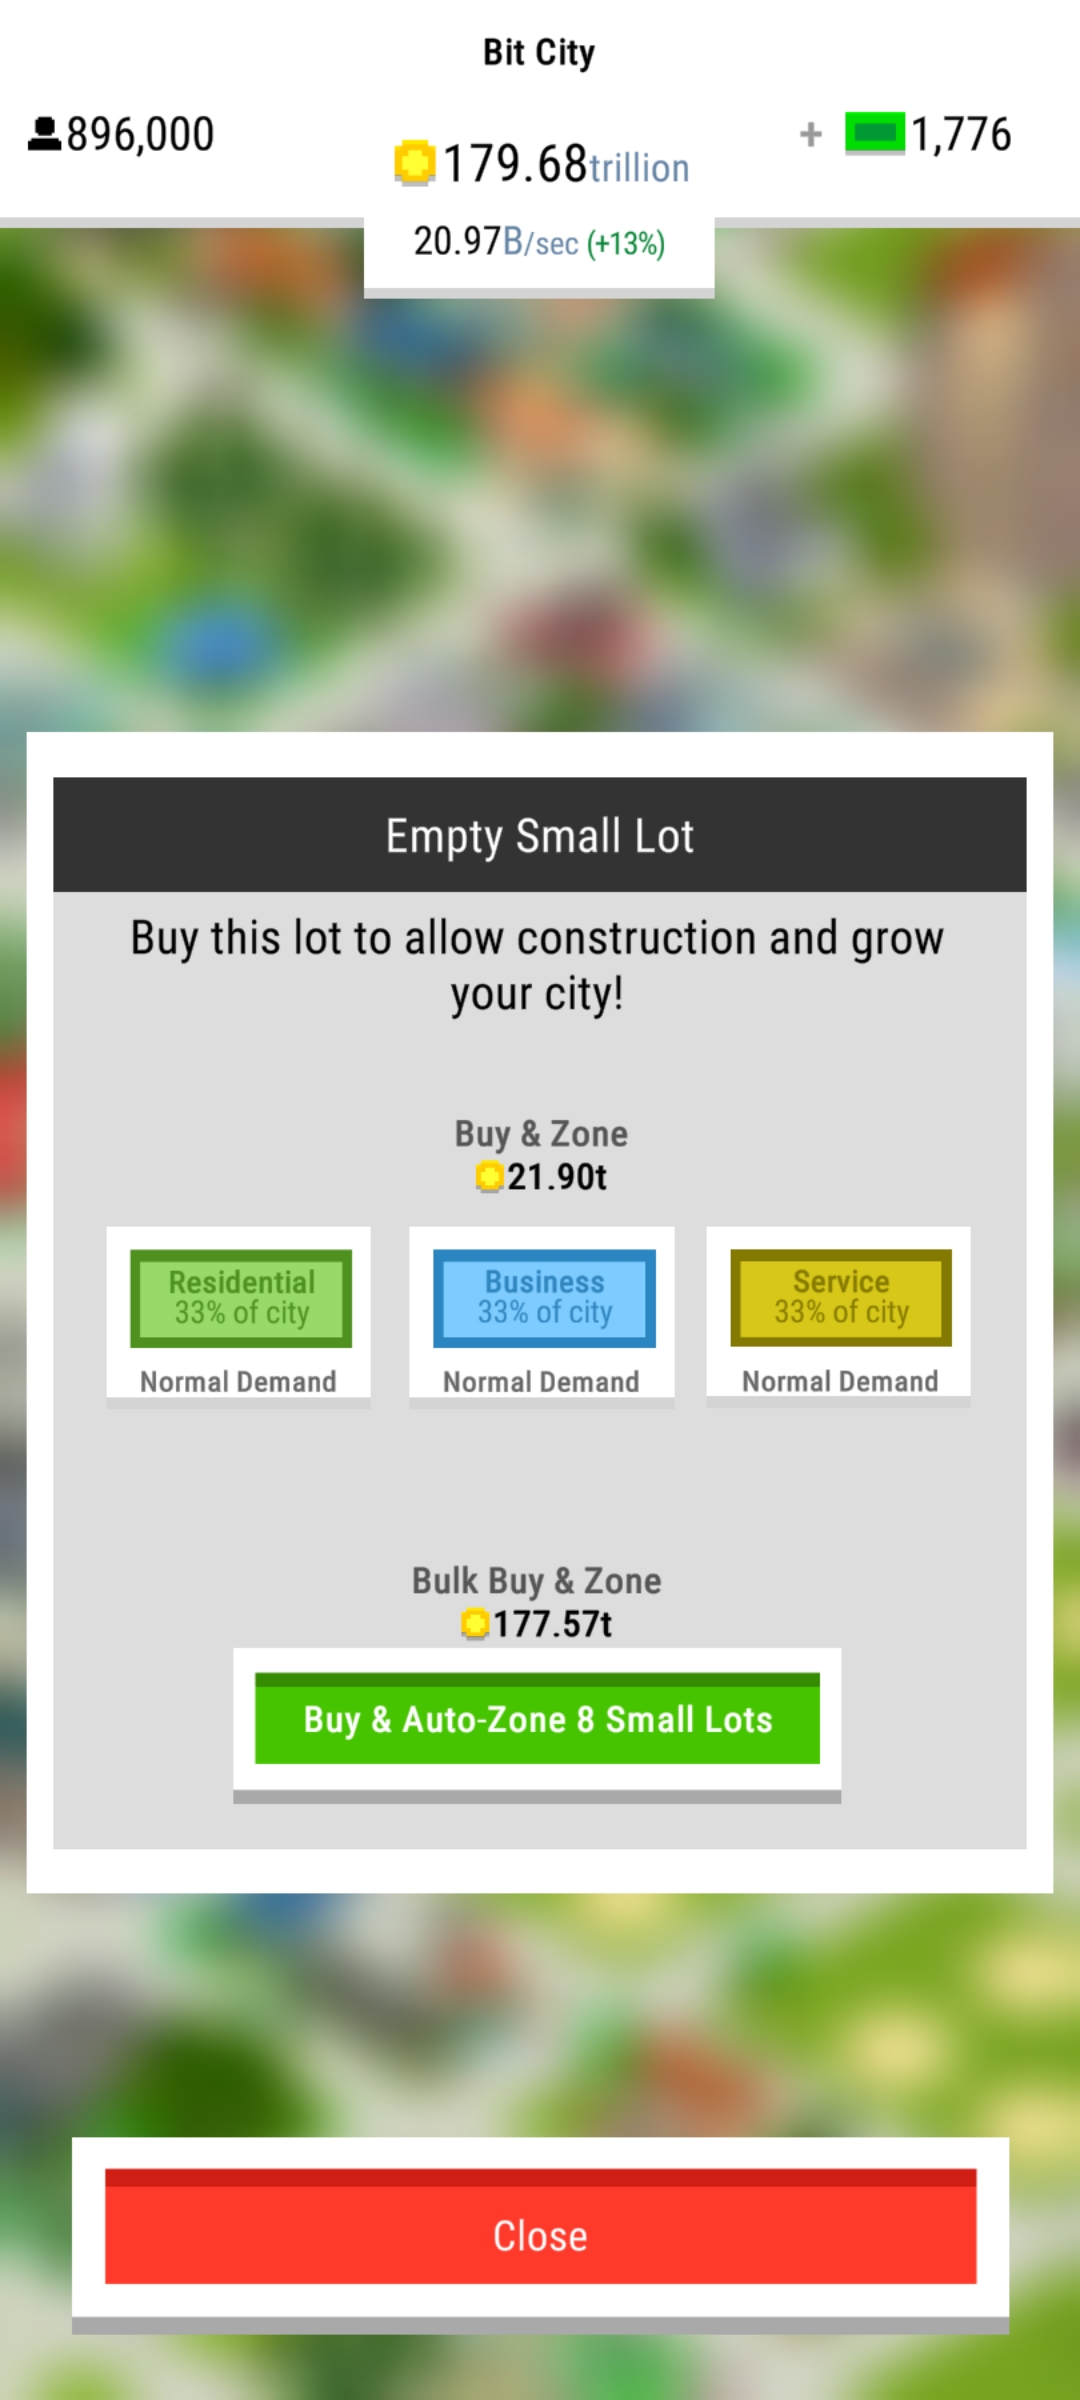 Bit City
896,000
179.68trillion
+ 1,776
20.97B/sec (+13%)
Empty Small Lot
Buy this lot to allow construction and grow
your city!
Buy & Zone
21.90t
Residential
33% of city
Normal Demand
Business
33% of city
Normal Demand
Service
33% of city
Normal Demand
Bulk Buy & Zone
177.57t
Buy & Auto-Zone 8 Small Lots
Close